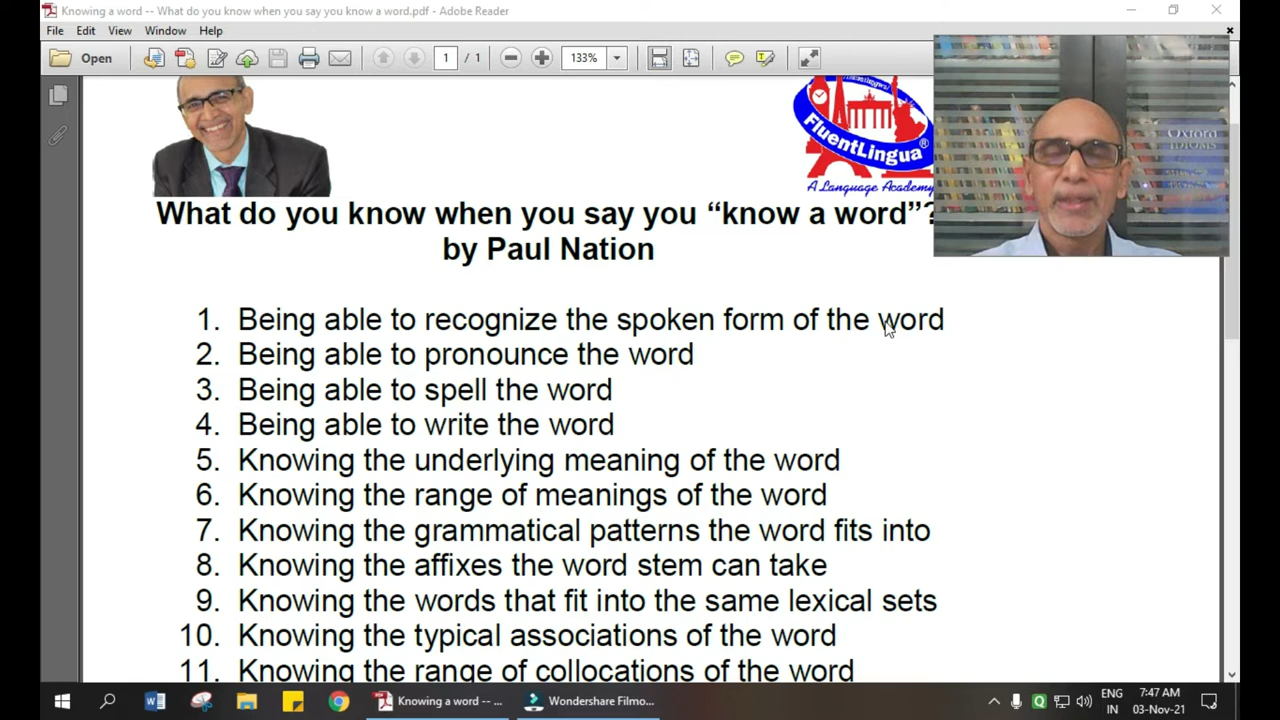 Knowing a word -- What do you know when you say you know a word.pdf - Adobe Reader
File Edit View Window Help
Open 1 / 1 133%
FluentLingua®
A Language Academy
Oxford
IDIOMS
What do you know when you say you “know a word”?
by Paul Nation
1. Being able to recognize the spoken form of the word
2. Being able to pronounce the word
3. Being able to spell the word
4. Being able to write the word
5. Knowing the underlying meaning of the word
6. Knowing the range of meanings of the word
7. Knowing the grammatical patterns the word fits into
8. Knowing the affixes the word stem can take
9. Knowing the words that fit into the same lexical sets
10. Knowing the typical associations of the word
11. Knowing the range of collocations of the word
Knowing a word -- ... Wondershare Filmo...
ENG 7:47 AM
IN 03-Nov-21